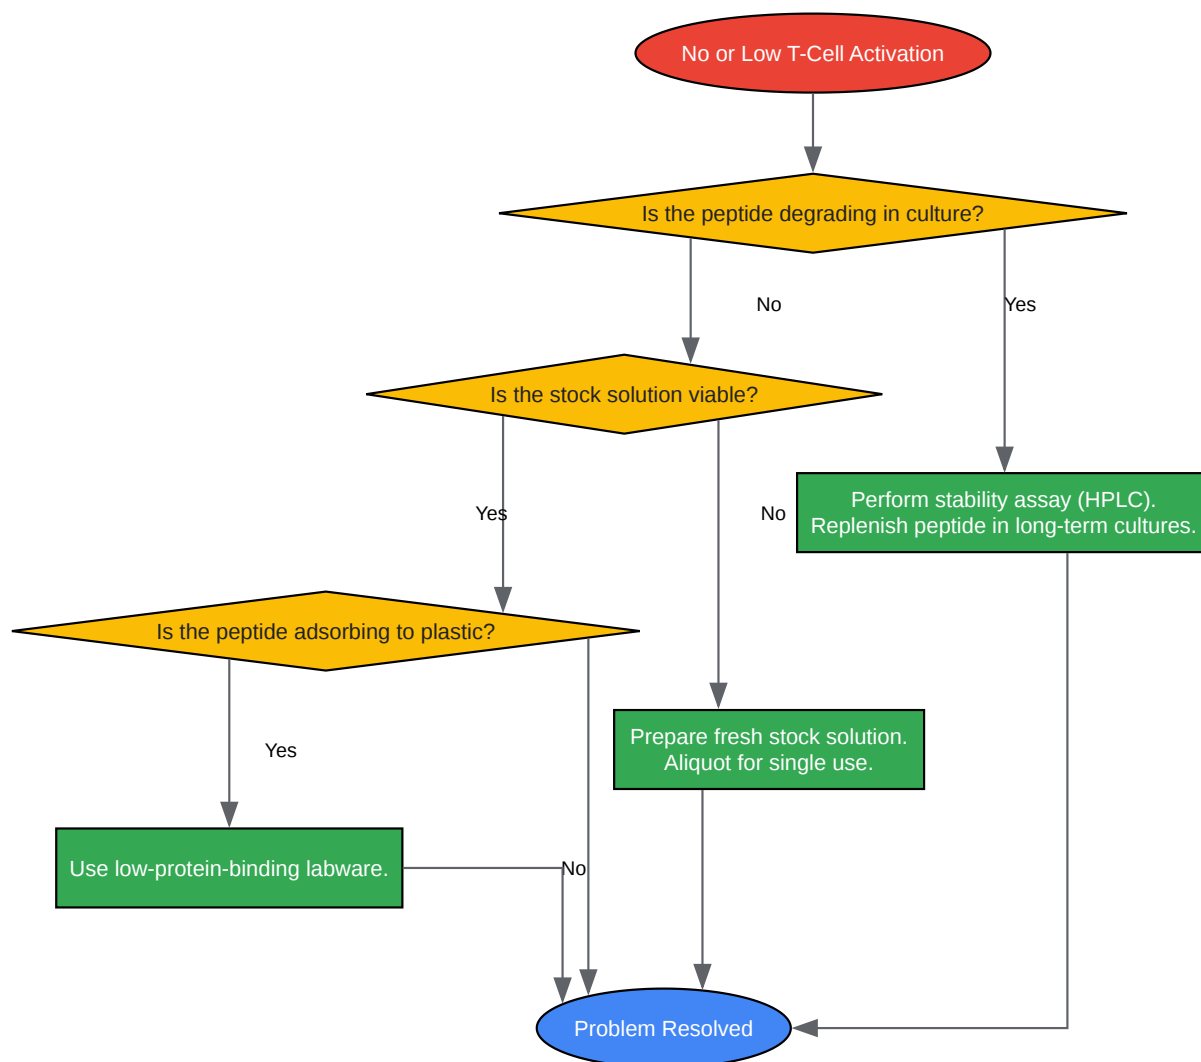 No or Low T-Cell Activation
Is the peptide degrading in culture?
No
Yes
Is the stock solution viable?
Yes
No
Perform stability assay (HPLC).
Replenish peptide in long-term cultures.
Is the peptide adsorbing to plastic?
Yes
Prepare fresh stock solution.
Aliquot for single use.
Use low-protein-binding labware.
No
Problem Resolved